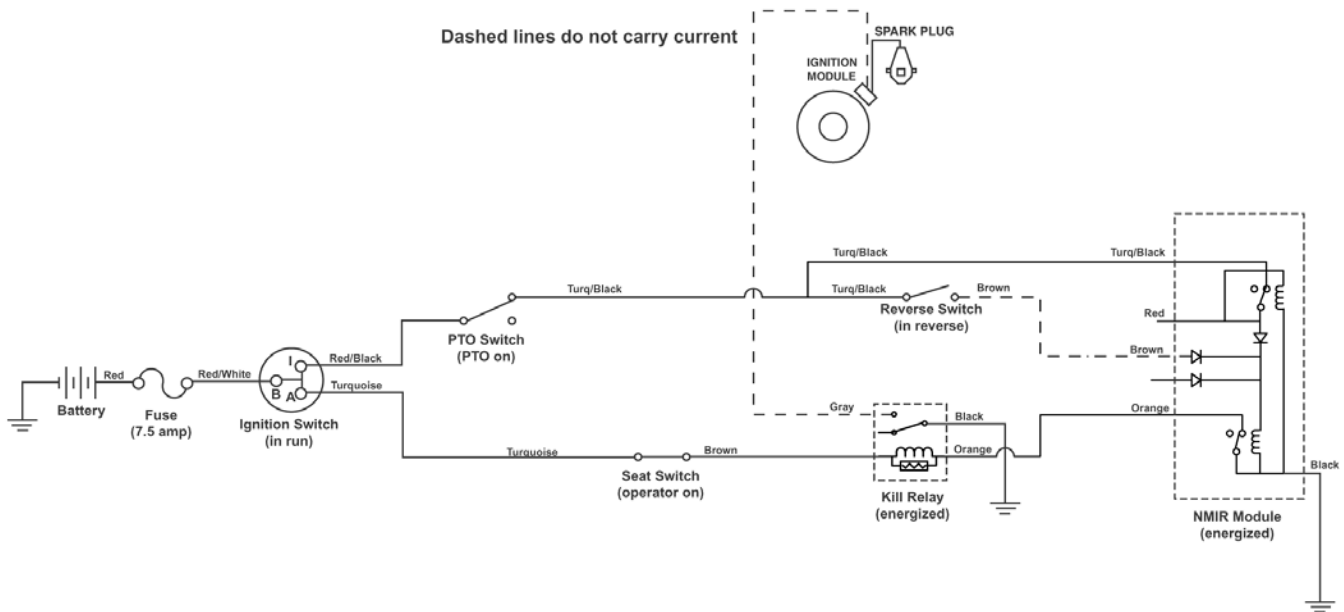 Dashed lines do not carry current
SPARK PLUG
IGNITION
MODULE
Turq/Black
Turq/Black
Turq/Black
Turq/Black
Brown
Reverse Switch
(in reverse)
Red
PTO Switch
(PTO on)
Brown
Red/Black
Red
Red/White
I
B
A
Turquoise
Battery
Fuse
(7.5 amp)
Ignition Switch
(in run)
Gray
Black
Orange
Turquoise
Brown
Orange
Seat Switch
(operator on)
Kill Relay
(energized)
Black
NMIR Module
(energized)